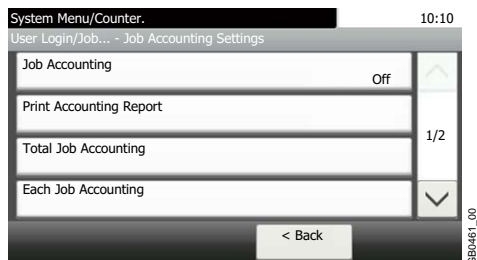 System Menu/Counter.
10:10
User Login/Job... - Job Accounting Settings
Job Accounting
Off
Print Accounting Report
1/2
Total Job Accounting
Each Job Accounting
< Back
GB0461_00